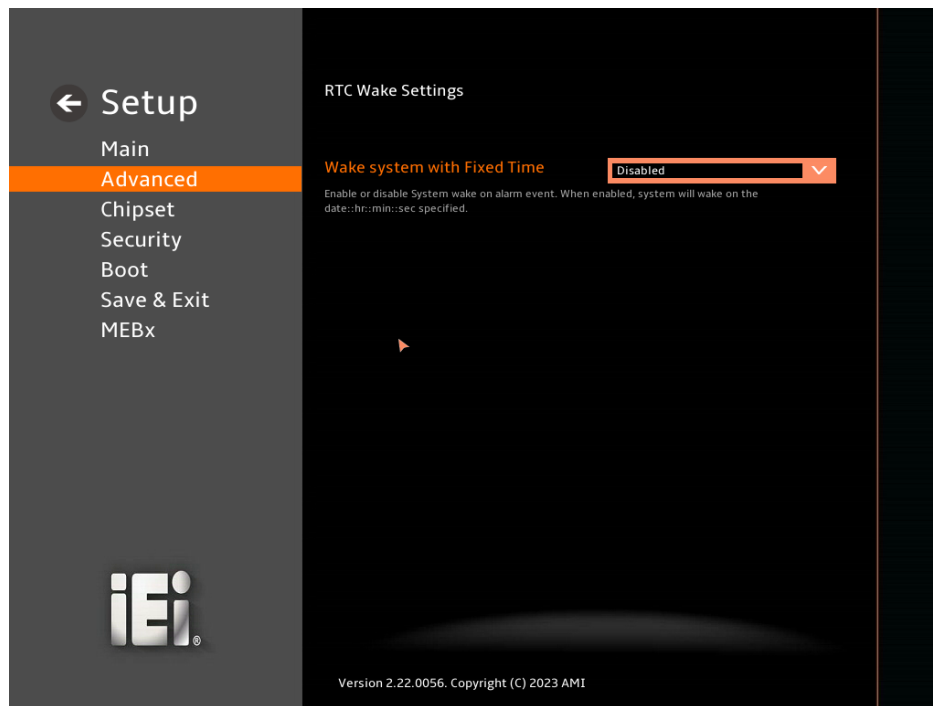 Setup
Main
Advanced
Chipset
Security
Boot
Save & Exit
MEBx
iEi®
RTC Wake Settings
Wake system with Fixed Time
Disabled
Enable or disable System wake on alarm event. When enabled, system will wake on the
date::hr::min::sec specified.
Version 2.22.0056. Copyright (C) 2023 AMI